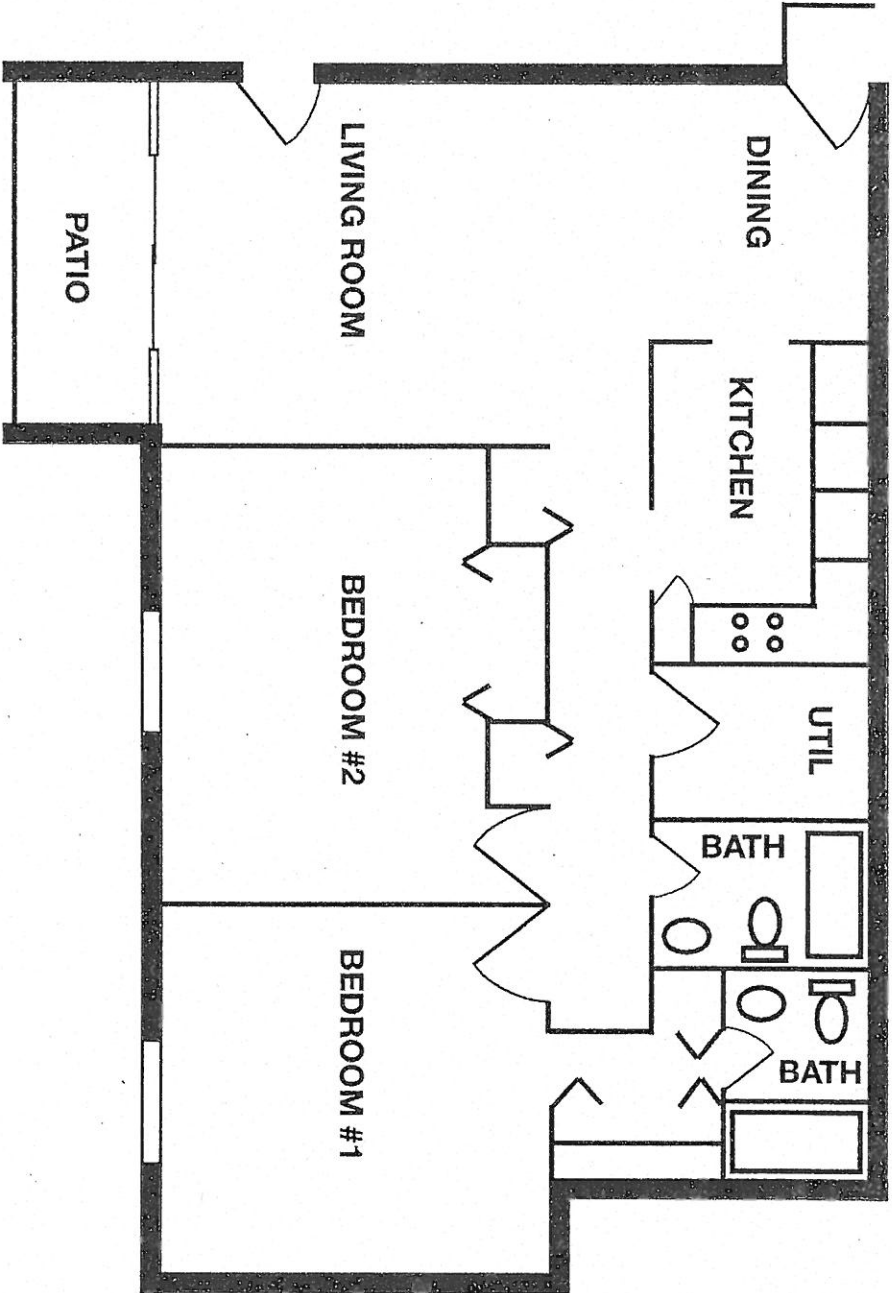 DINING
LIVING ROOM
PATIO
KITCHEN
BEDROOM #2
UTIL
BATH
BEDROOM #1
BATH